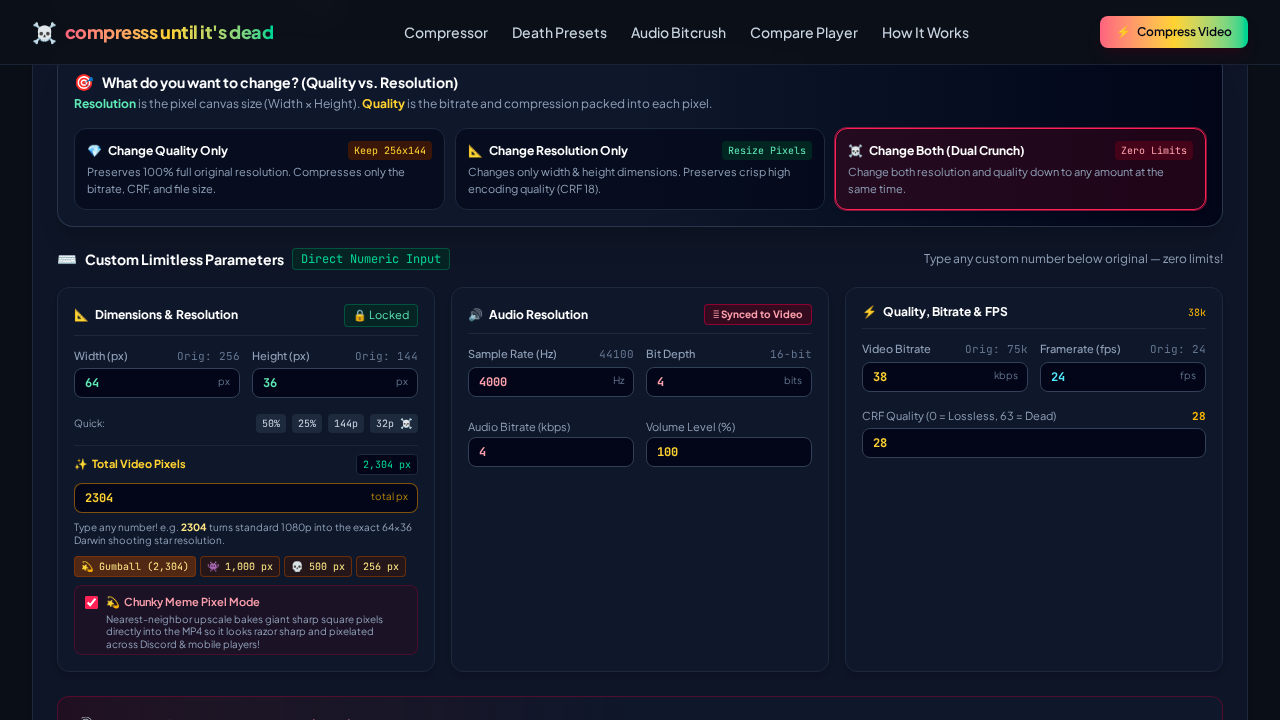 ☠️ compresss until it's dead
Compressor
Death Presets
Audio Bitcrush
Compare Player
How It Works
⚡ Compress Video
🎯 What do you want to change? (Quality vs. Resolution)
Resolution is the pixel canvas size (Width × Height). Quality is the bitrate and compression packed into each pixel.
💎 Change Quality Only
Keep 256x144
Preserves 100% full original resolution. Compresses only the
bitrate, CRF, and file size.
📐 Change Resolution Only
Resize Pixels
Changes only width & height dimensions. Preserves crisp high
encoding quality (CRF 18).
☠️ Change Both (Dual Crunch)
Zero Limits
Change both resolution and quality down to any amount at the
same time.
⌨️ Custom Limitless Parameters
Direct Numeric Input
Type any custom number below original — zero limits!
📐 Dimensions & Resolution
🔒 Locked
Width (px)
Orig: 256
Height (px)
Orig: 144
64
px
36
px
Quick:
50%
25%
144p
32p ☠️
✨ Total Video Pixels
2,304 px
2304
total px
Type any number! e.g. 2304 turns standard 1080p into the exact 64×36
Darwin shooting star resolution.
💫 Gumball (2,304)
👾 1,000 px
💀 500 px
256 px
💫 Chunky Meme Pixel Mode
Nearest-neighbor upscale bakes giant sharp square pixels
directly into the MP4 so it looks razor sharp and pixelated
across Discord & mobile players!
🔊 Audio Resolution
Synced to Video
Sample Rate (Hz)
44100
Bit Depth
16-bit
4000
Hz
4
bits
Audio Bitrate (kbps)
Volume Level (%)
4
100
⚡ Quality, Bitrate & FPS
38k
Video Bitrate
Orig: 75k
Framerate (fps)
Orig: 24
38
kbps
24
fps
CRF Quality (0 = Lossless, 63 = Dead)
28
28